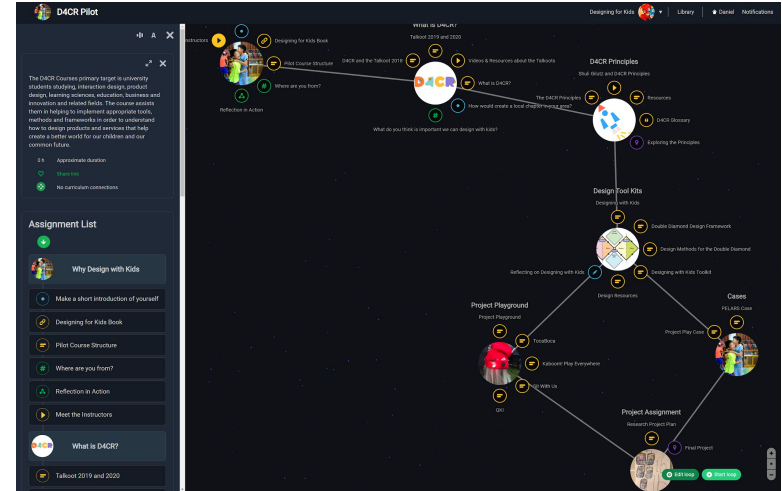 D4CR Pilot
Designing for Kids
Library
Daniel
Notifications
A
The D4CR Courses primary target is university
students studying, interaction design, product
design, learning sciences, education, business and
innovation and related fields. The course assists
them in helping to implement appropriate tools,
methods and frameworks in order to understand
how to design products and services that help
create a better world for our children and our
common future.
0 h Approximate duration
Share link
No curriculum connections
Assignment List
Why Design with Kids
Make a short introduction of yourself
Designing for Kids Book
Pilot Course Structure
# Where are you from?
Reflection in Action
Meet the Instructors
D4CR
What is D4CR?
Talkoot 2019 and 2020
nstructors
Designing for Kids Book
Pilot Course Structure
# Where are you from?
Reflection in Action
What is D4CR?
Talkoot 2019 and 2020
D4CR and the Talkoot 2018
Videos & Resources about the Talkoots
D4CR
What is D4CR?
How would create a local chapter in your area?
#
What do you think is important we can design with kids?
D4CR Principles
Shuli Gilutz and D4CR Principles
The D4CR Principles
Resources
D4CR Glossary
Exploring the Principles
Design Tool Kits
Designing with Kids
Double Diamond Design Framework
Design Methods for the Double Diamond
Reflecting on Designing with Kids
Designing with Kids Toolkit
Design Resources
Project Playground
Project Playground
TocaBoca
Kaboom! Play Everywhere
Sit With Us
QKI
Cases
PELARS Case
Project Play Case
Project Assignment
Research Project Plan
Final Project
Edit loop
Start loop
+
−